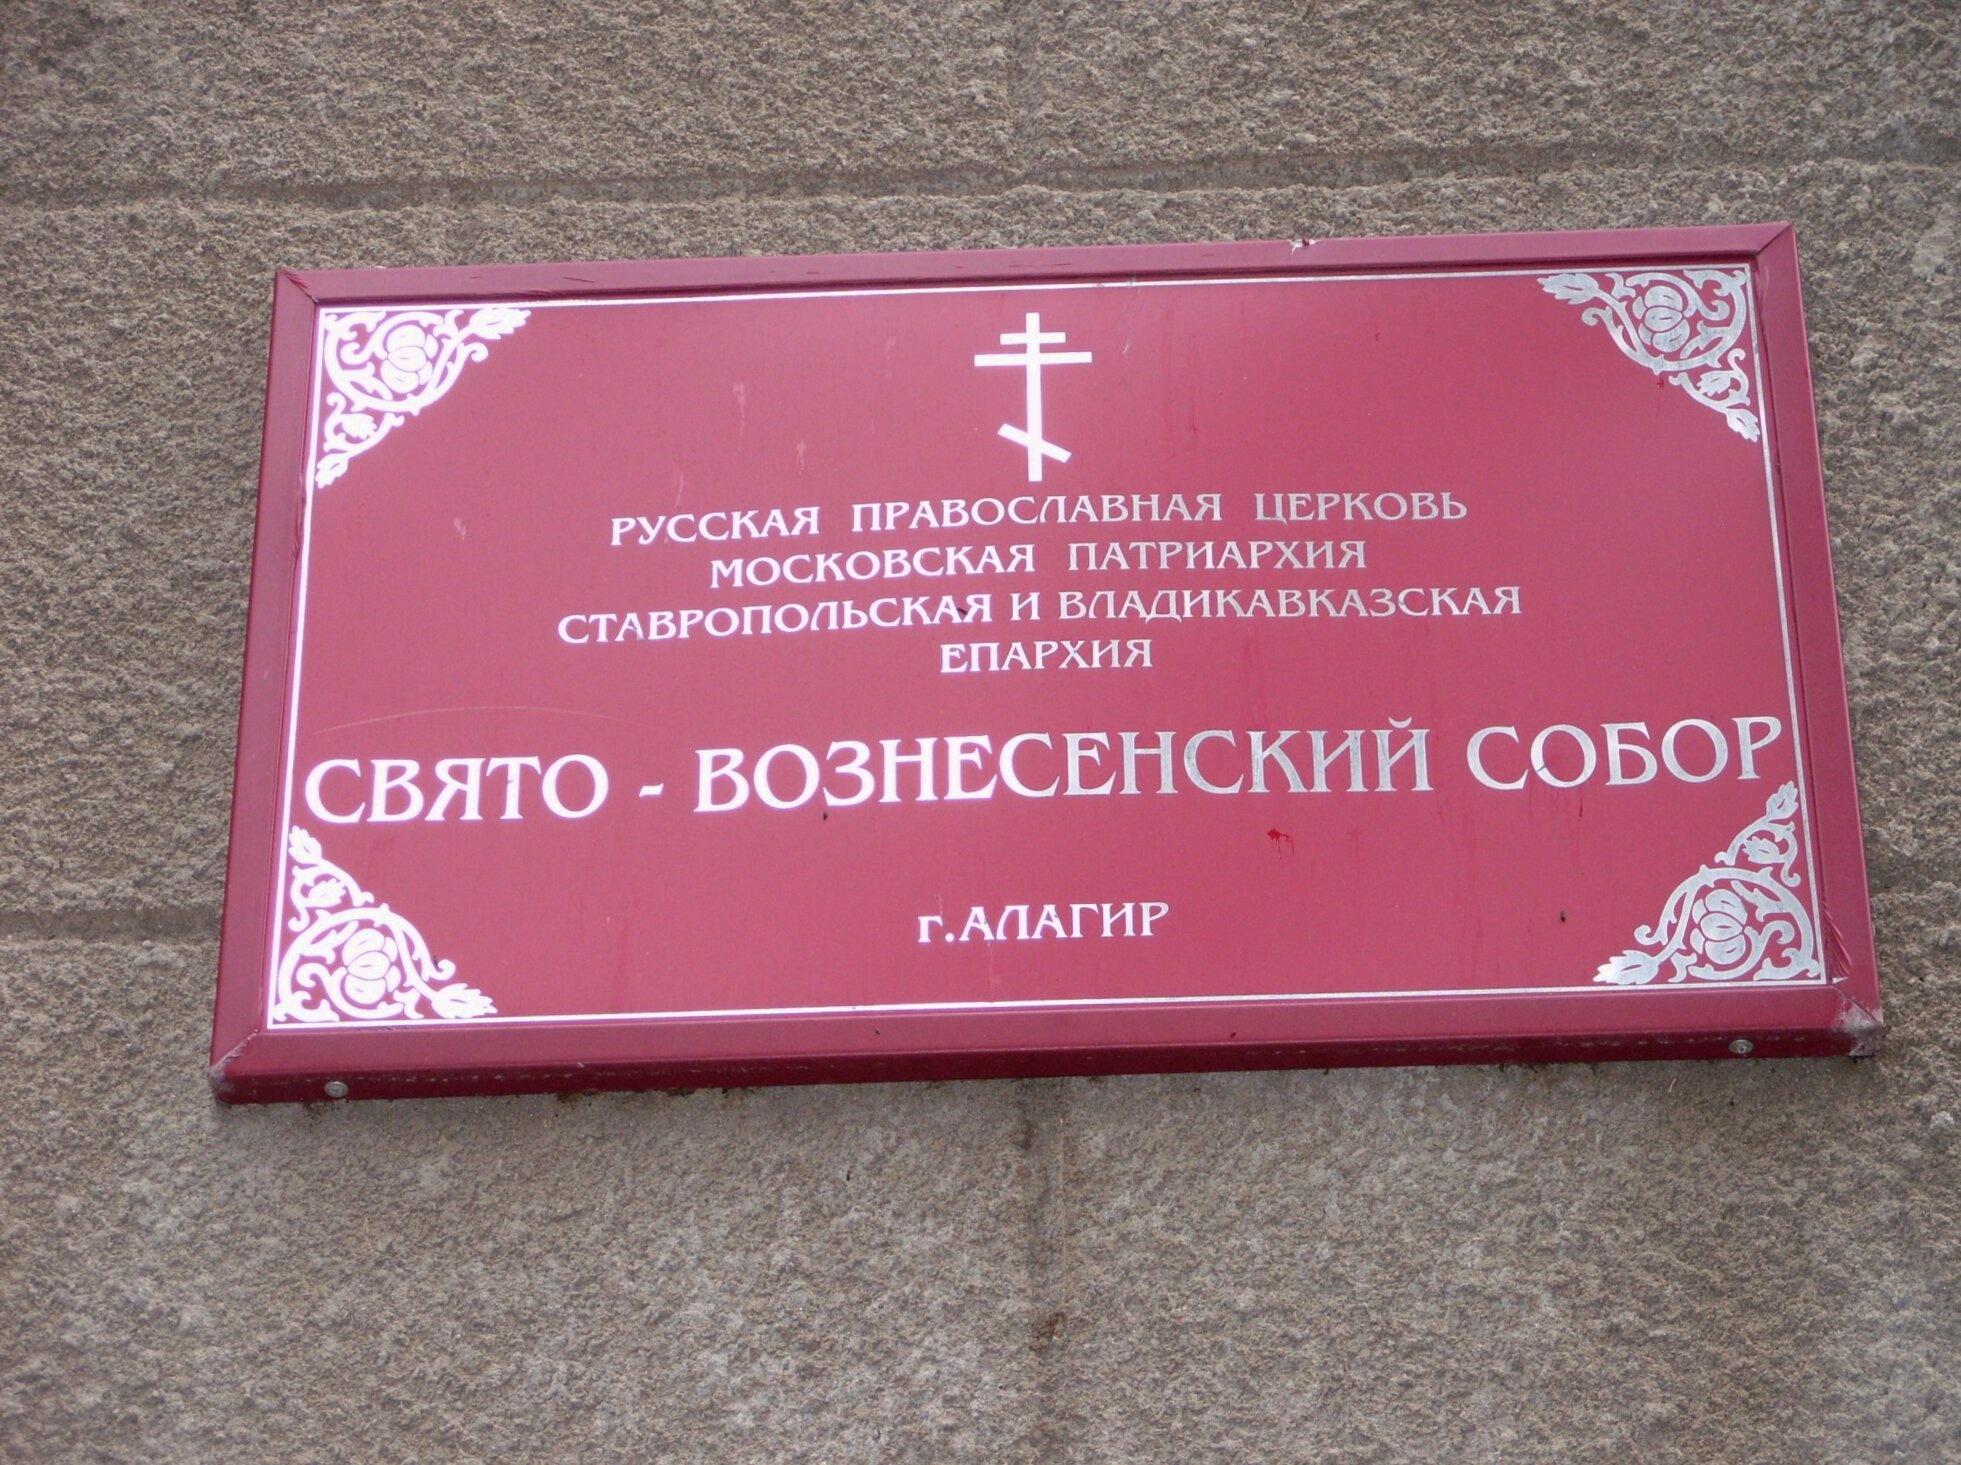 РУССКАЯ ПРАВОСЛАВНАЯ ЦЕРКОВЬ
МОСКОВСКАЯ ПАТРИАРХИЯ
СТАВРОПОЛЬСКАЯ И ВЛАДИКАВКАЗСКАЯ
ЕПАРХИЯ
СВЯТО - ВОЗНЕСЕНСКИЙ СОБОР
г.АЛАГИР